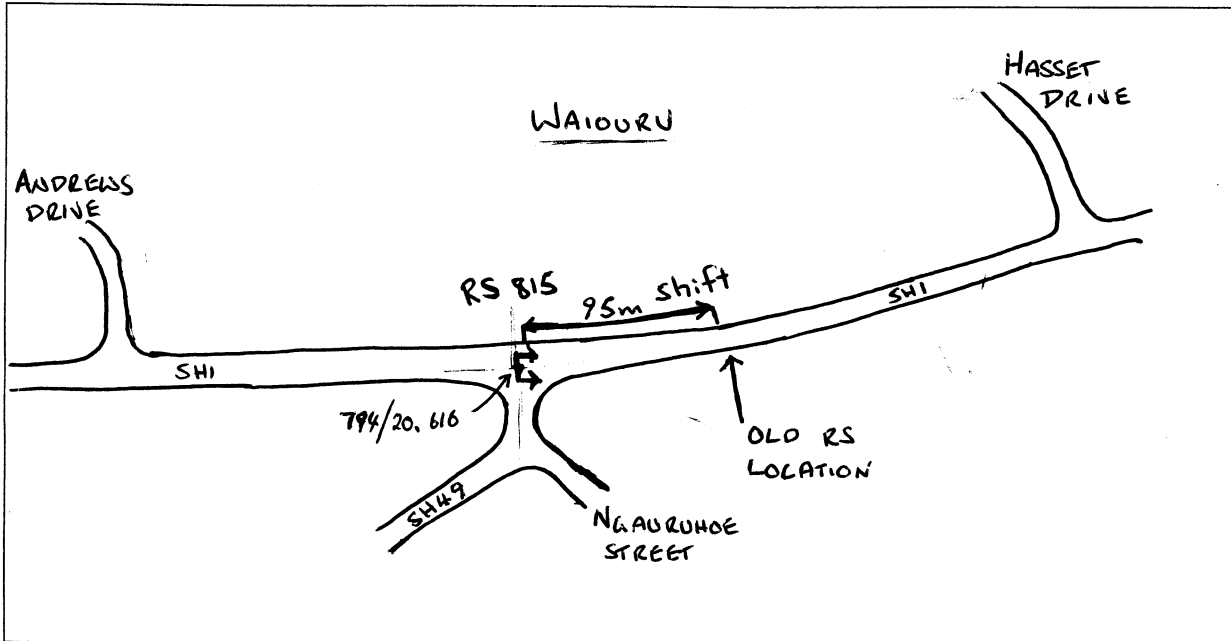 HASSET
DRIVE
WAIOURU
ANDREWS
DRIVE
RS 815
95m shift
SH1
SH1
794/20.616
OLD RS
LOCATION
SH49
NGAURUHOE
STREET